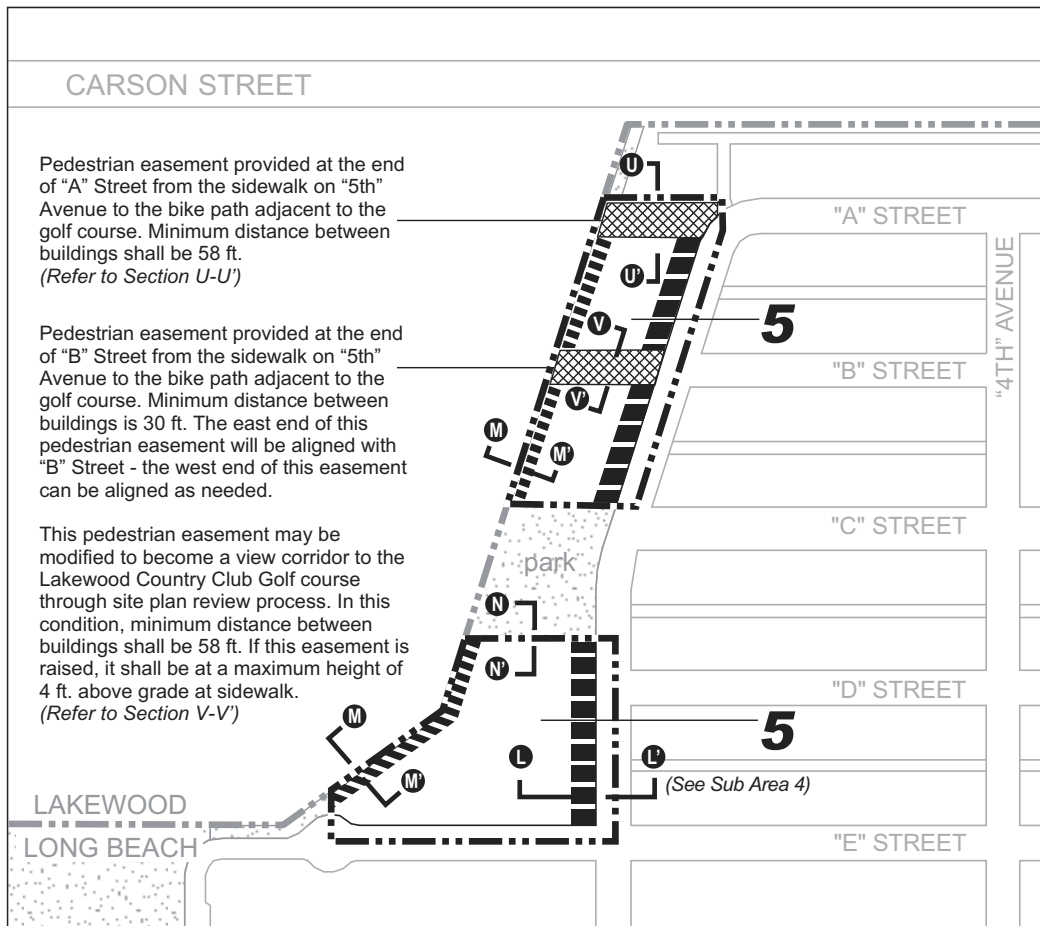 CARSON STREET
Pedestrian easement provided at the end
of “A” Street from the sidewalk on “5th”
Avenue to the bike path adjacent to the
golf course. Minimum distance between
buildings shall be 58 ft.
(Refer to Section U-U’)
Pedestrian easement provided at the end
of “B” Street from the sidewalk on “5th”
Avenue to the bike path adjacent to the
golf course. Minimum distance between
buildings is 30 ft. The east end of this
pedestrian easement will be aligned with
“B” Street - the west end of this easement
can be aligned as needed.
This pedestrian easement may be
modified to become a view corridor to the
Lakewood Country Club Golf course
through site plan review process. In this
condition, minimum distance between
buildings shall be 58 ft. If this easement is
raised, it shall be at a maximum height of
4 ft. above grade at sidewalk.
(Refer to Section V-V’)
U
"A" STREET
U'
"4TH" AVENUE
V
5
"B" STREET
V'
M
M'
"C" STREET
park
N
N'
"D" STREET
M
5
L
L'
M'
(See Sub Area 4)
LAKEWOOD
LONG BEACH
"E" STREET